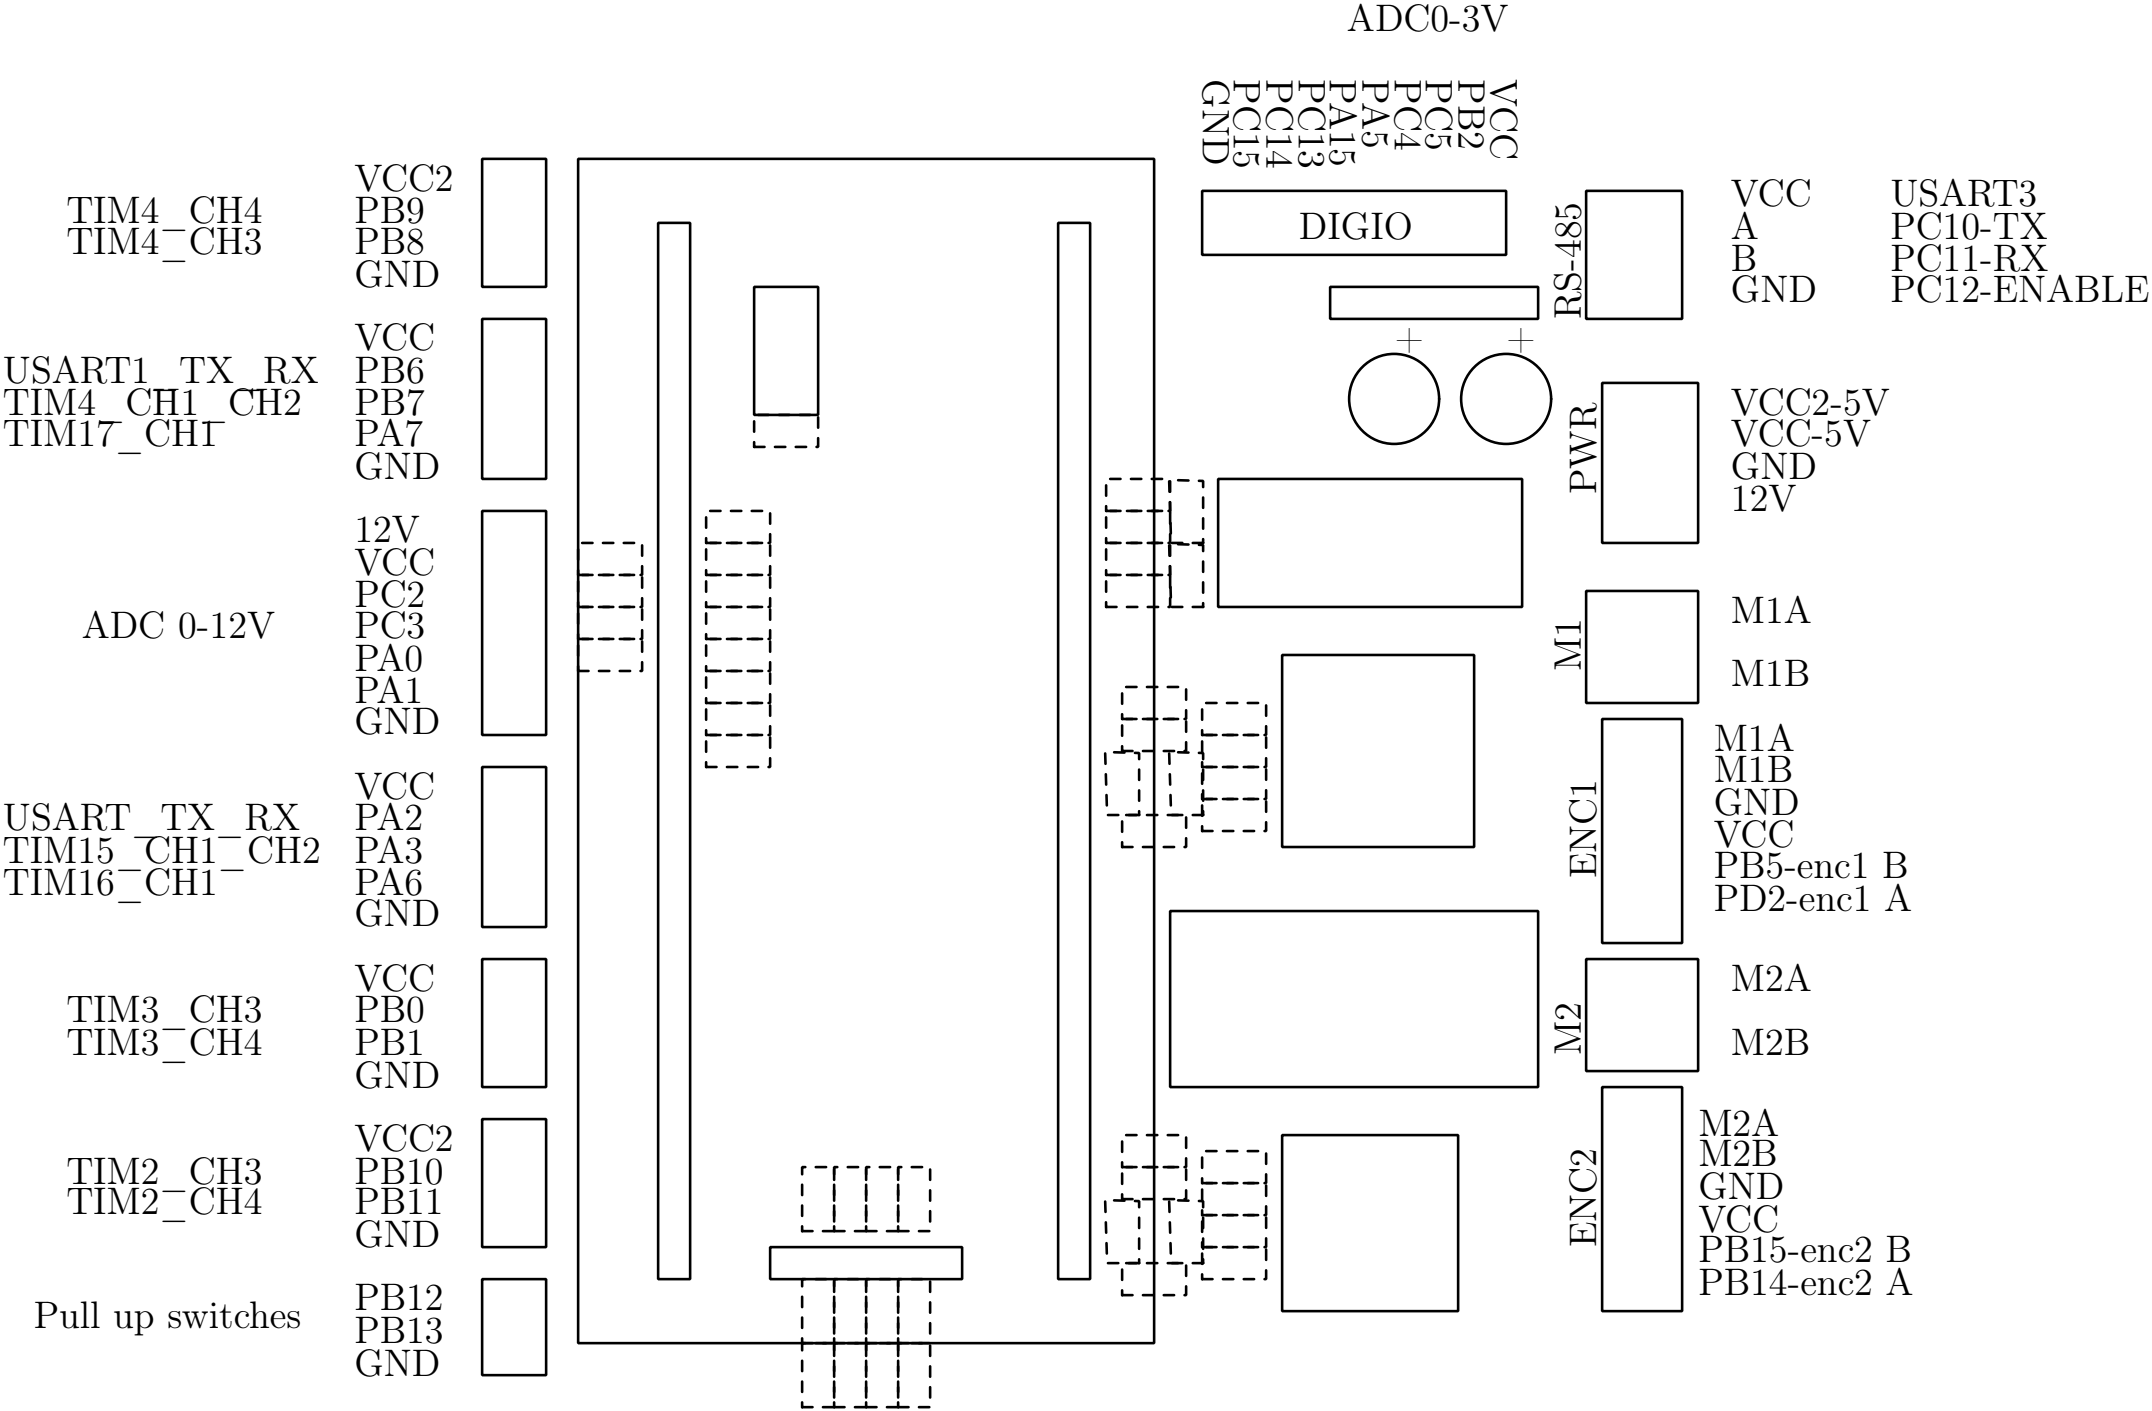 ADC0-3V
GND
PC15
PC14
PC13
PA15
PA5
PC4
PC5
PB2
VCC
DIGIO
TIM4_CH4
TIM4_CH3
VCC2
PB9
PB8
GND
USART1_TX_RX
TIM4_CH1_CH2
TIM17_CH1
VCC
PB6
PB7
PA7
GND
ADC 0-12V
12V
VCC
PC2
PC3
PA0
PA1
GND
USART_TX_RX
TIM15_CH1_CH2
TIM16_CH1
VCC
PA2
PA3
PA6
GND
TIM3_CH3
TIM3_CH4
VCC
PB0
PB1
GND
TIM2_CH3
TIM2_CH4
VCC2
PB10
PB11
GND
Pull up switches
PB12
PB13
GND
RS-485
VCC
A
B
GND
USART3
PC10-TX
PC11-RX
PC12-ENABLE
+
+
PWR
VCC2-5V
VCC-5V
GND
12V
M1
M1A
M1B
ENC1
M1A
M1B
GND
VCC
PB5-enc1 B
PD2-enc1 A
M2
M2A
M2B
ENC2
M2A
M2B
GND
VCC
PB15-enc2 B
PB14-enc2 A